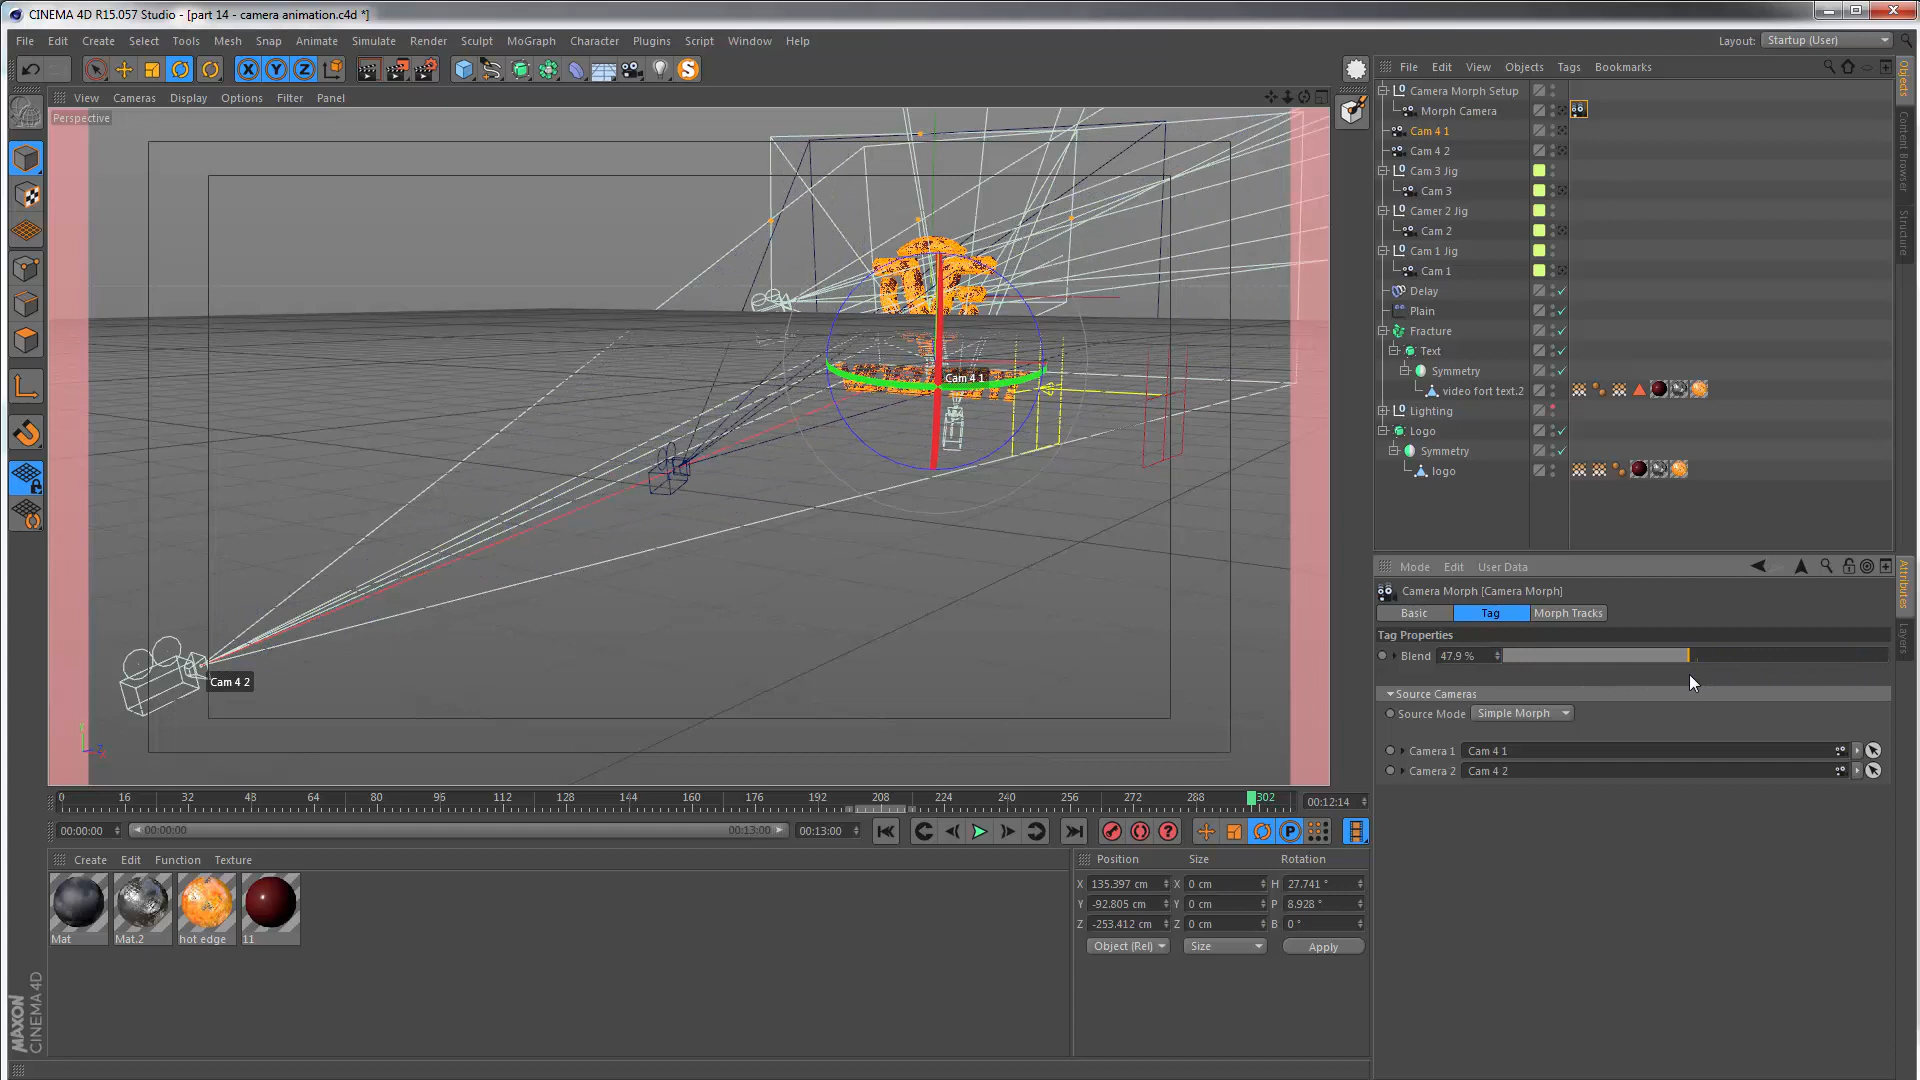 CINEMA 4D R15.057 Studio - [part 14 - camera animation.c4d *]
File Edit Create Select Tools Mesh Snap Animate Simulate Render Sculpt MoGraph Character Plugins Script Window Help
Layout: Startup (User)
View Cameras Display Options Filter Panel
Perspective
Cam 4 1
Cam 4 2
File Edit View Objects Tags Bookmarks
Camera Morph Setup
Morph Camera
Cam 4 1
Cam 4 2
Cam 3 Jig
Cam 3
Camer 2 Jig
Cam 2
Cam 1 Jig
Cam 1
Delay
Plain
Fracture
Text
Symmetry
video fort text.2
Lighting
Logo
Symmetry
logo
Objects
Content Browser
Structure
Mode Edit User Data
Camera Morph [Camera Morph]
Basic Tag Morph Tracks
Tag Properties
Blend 47.9 %
Source Cameras
Source Mode Simple Morph
Camera 1 Cam 4 1
Camera 2 Cam 4 2
Attributes
Layers
0 16 32 48 64 80 96 112 128 144 160 176 192 208 224 240 256 272 288 302
00:12:14
00:00:00 00:00:00 00:13:00 00:13:00
P
Create Edit Function Texture
Mat Mat.2 hot edge 11
Position Size Rotation
X 135.397 cm X 0 cm H 27.741 °
Y -92.805 cm Y 0 cm P 8.928 °
Z -253.412 cm Z 0 cm B 0 °
Object (Rel) Size Apply
MAXON
CINEMA 4D